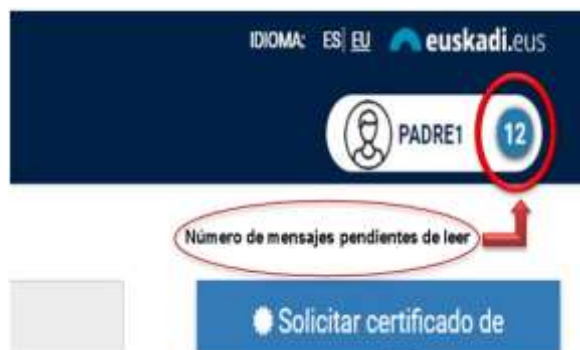 IDIOMA: ES| EU euskadi.eus
PADRE1 12
Número de mensajes pendientes de leer
Solicitar certificado de